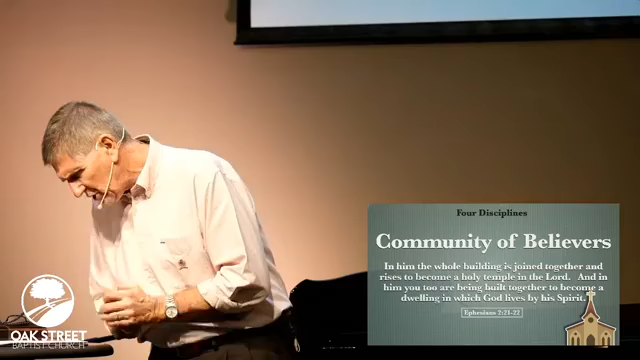 Four Disciplines
Community of Believers
In him the whole building is joined together and
rises to become a holy temple in the Lord. And in
him you too are being built together to become a
dwelling in which God lives by his Spirit.
Ephesians 2:21-22
OAK STREET
BAPTIST CHURCH